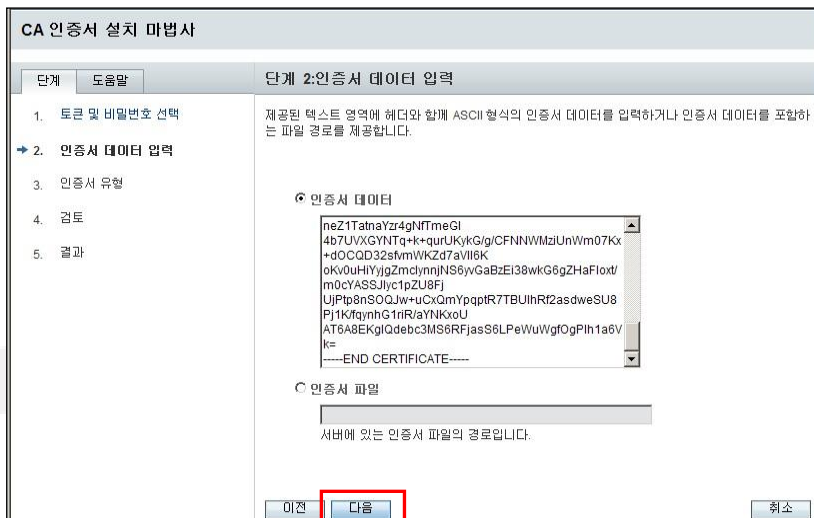 CA 인증서 설치 마법사
단계 도움말
1. 토큰 및 비밀번호 선택
2. 인증서 데이터 입력
3. 인증서 유형
4. 검토
5. 결과
단계 2:인증서 데이터 입력
제공된 텍스트 영역에 헤더와 함께 ASCII 형식의 인증서 데이터를 입력하거나 인증서 데이터를 포함하
는 파일 경로를 제공합니다.
인증서 데이터
neZ1TatnaYzr4gNfTmeGl
4b7UVXGYNTq+k+qurUKykG/g/CFNNWMziUnWm07Kx
+dOCQD32sfvmWKZd7aVIl6K
oKv0uHiYyjgZmclynnjNS6yvGaBzEi38wkG6gZHaFloxt/
m0cYASSJlyc1pZU8Fj
UjPtp8nSOQJw+uCxQmYpqptR7TBUlhRf2asdweSU8
Pj1K/fqynhG1riR/aYNKxoU
AT6A8EKglQdebc3MS6RFjasS6LPeWuWgfOgPlh1a6V
k=
-----END CERTIFICATE-----
인증서 파일
서버에 있는 인증서 파일의 경로입니다.
이전 다음 취소